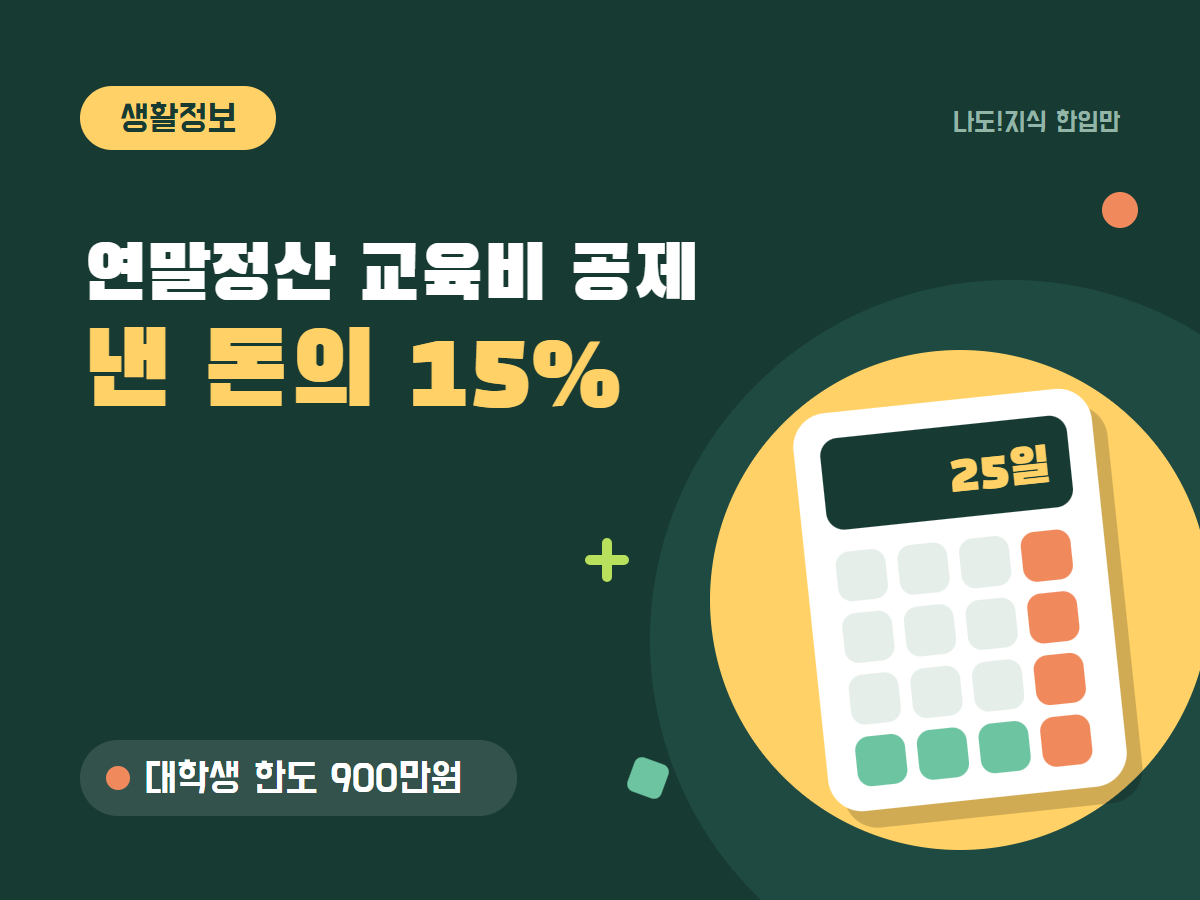 생활정보
나도!지식 한입만
연말정산 교육비 공제
낸 돈의 15%
25일
대학생 한도 900만원